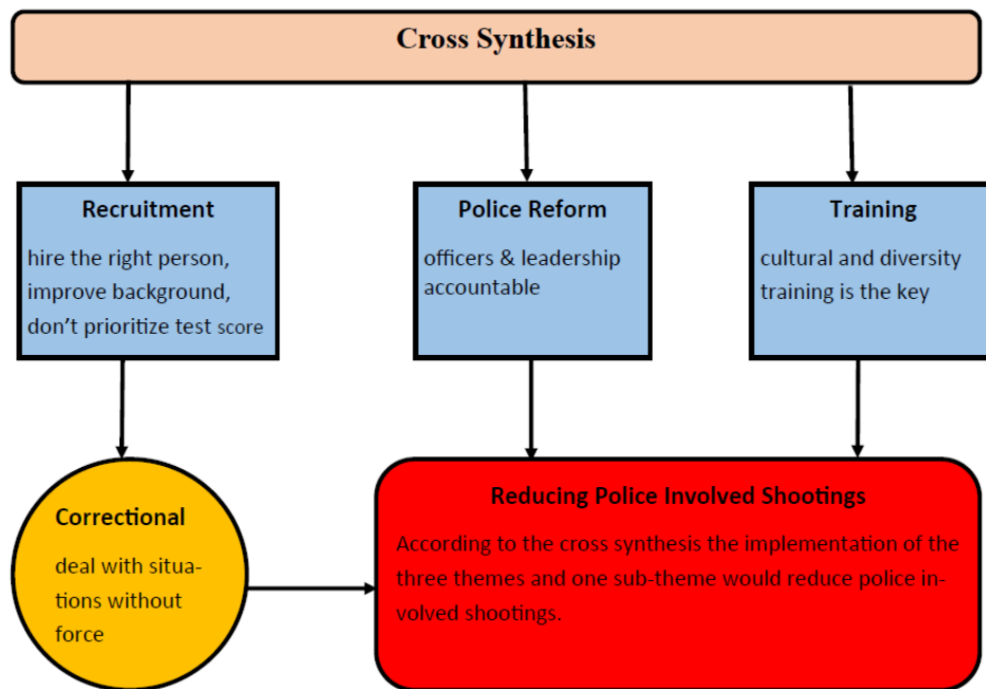 Cross Synthesis
Recruitment
hire the right person,
improve background,
don't prioritize test score
Police Reform
officers & leadership
accountable
Training
cultural and diversity
training is the key
Correctional
deal with situa-
tions without
force
Reducing Police Involved Shootings
According to the cross synthesis the implementation of the
three themes and one sub-theme would reduce police in-
volved shootings.